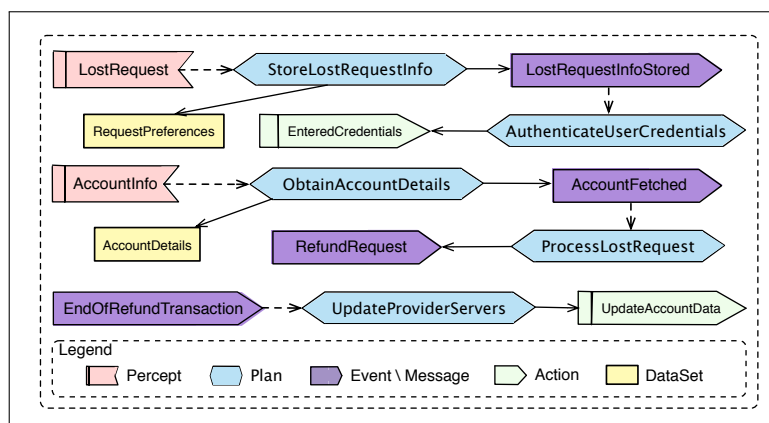 LostRequest StoreLostRequestInfo LostRequestInfoStored
RequestPreferences EnteredCredentials AuthenticateUserCredentials
AccountInfo ObtainAccountDetails AccountFetched
AccountDetails RefundRequest ProcessLostRequest
EndOfRefundTransaction UpdateProviderServers UpdateAccountData
Legend
Percept Plan Event \ Message Action DataSet